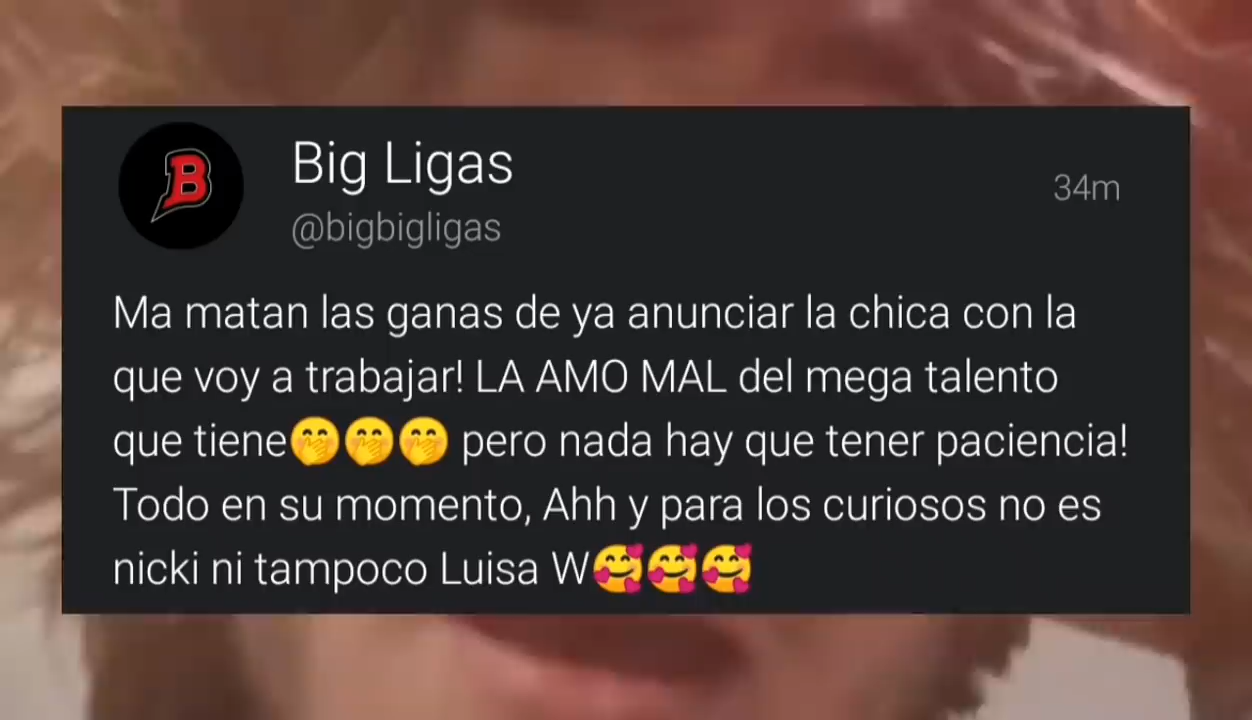 B
Big Ligas
34m
@bigbigligas
Ma matan las ganas de ya anunciar la chica con la
que voy a trabajar! LA AMO MAL del mega talento
que tiene🤭🤭🤭 pero nada hay que tener paciencia!
Todo en su momento, Ahh y para los curiosos no es
nicki ni tampoco Luisa W🥰🥰🥰